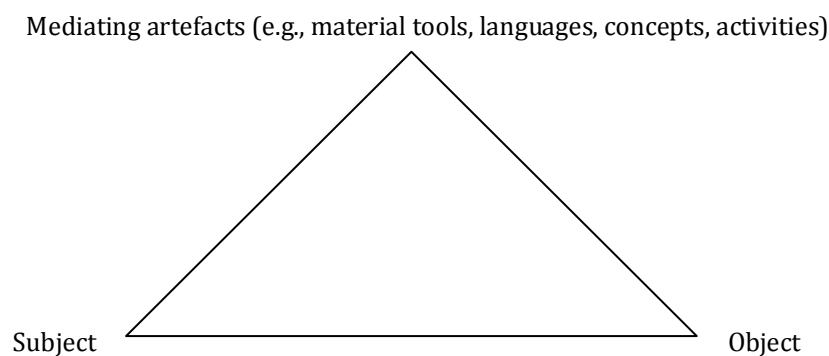 Mediating artefacts (e.g., material tools, languages, concepts, activities)
Subject
Object